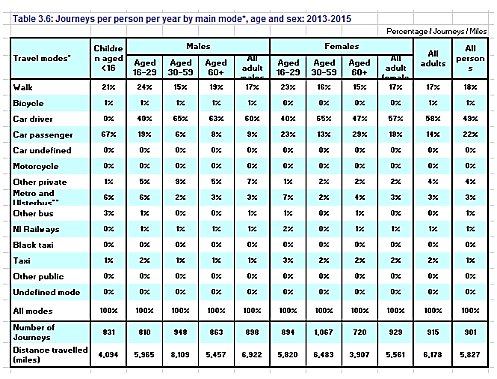 Table 3.6: Journeys per person per year by main mode*, age and sex: 2013-2015
Percentage / Journeys / Miles
Travel modes* Childre n aged <16 Males Females All adults All person s
Aged 16-29 Aged 30-59 Aged 60+ All adult males Aged 16-29 Aged 30-59 Aged 60+ All adult female
Walk 21% 24% 15% 19% 17% 23% 16% 15% 17% 17% 18%
Bicycle 0% 1% 1% 1% 1% 0% 0% 0% 0% 1% 1%
Car driver 0% 40% 65% 63% 60% 40% 65% 47% 57% 58% 49%
Car passenger 67% 19% 6% 8% 9% 23% 13% 29% 18% 14% 22%
Car undefined 0% 0% 0% 0% 0% 0% 0% 0% 0% 0% 0%
Motorcycle 0% 0% 0% 0% 0% 0% 0% 0% 0% 0% 0%
Other private 1% 5% 9% 5% 7% 1% 2% 2% 2% 4% 4%
Metro and Ulsterbus** 6% 6% 2% 3% 3% 7% 2% 4% 3% 3% 3%
Other bus 3% 1% 0% 0% 1% 1% 0% 1% 0% 0% 1%
NI Railways 0% 1% 1% 1% 1% 2% 0% 1% 1% 1% 1%
Black taxi 0% 0% 0% 0% 0% 0% 0% 0% 0% 0% 0%
Taxi 1% 2% 1% 1% 1% 3% 2% 2% 2% 2% 1%
Other public 0% 0% 0% 0% 0% 0% 0% 0% 0% 0% 0%
Undefined mode 0% 0% 0% 0% 0% 0% 0% 0% 0% 0% 0%
All modes 100% 100% 100% 100% 100% 100% 100% 100% 100% 100% 100%
Number of Journeys 831 810 948 863 898 894 1,067 720 929 915 901
Distance travelled (miles) 4,094 5,965 8,109 5,457 6,922 5,820 6,483 3,907 5,561 6,178 5,827